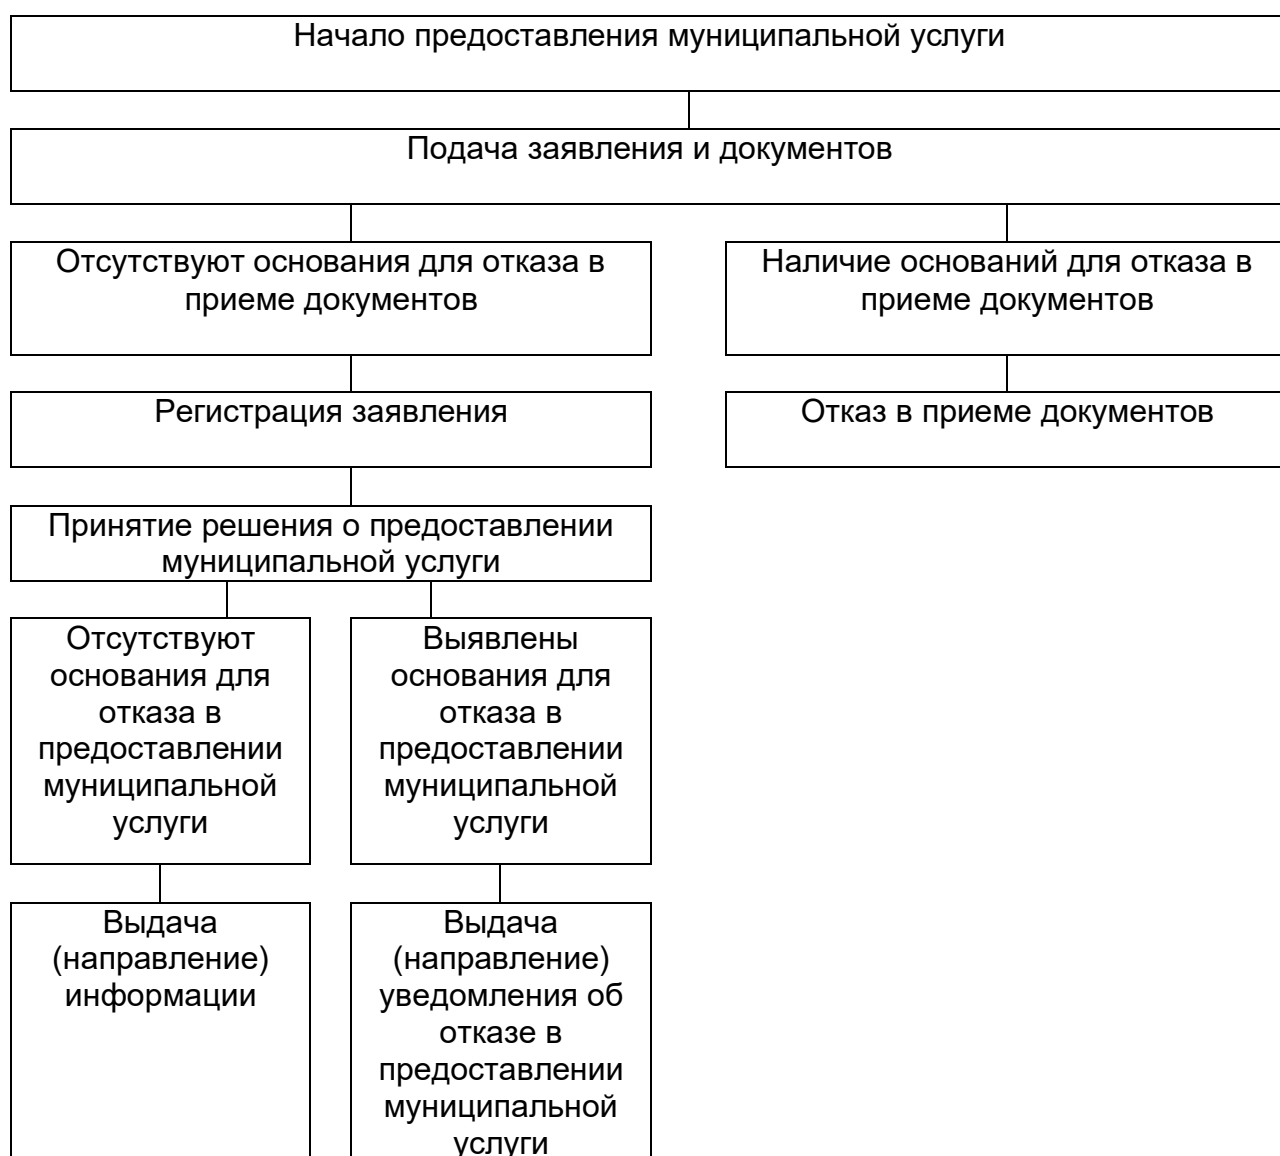 Начало предоставления муниципальной услуги
Подача заявления и документов
Отсутствуют основания для отказа в
приеме документов
Наличие оснований для отказа в
приеме документов
Регистрация заявления
Отказ в приеме документов
Принятие решения о предоставлении
муниципальной услуги
Отсутствуют
основания для
отказа в
предоставлении
муниципальной
услуги
Выявлены
основания для
отказа в
предоставлении
муниципальной
услуги
Выдача
(направление)
информации
Выдача
(направление)
уведомления об
отказе в
предоставлении
муниципальной
услуги